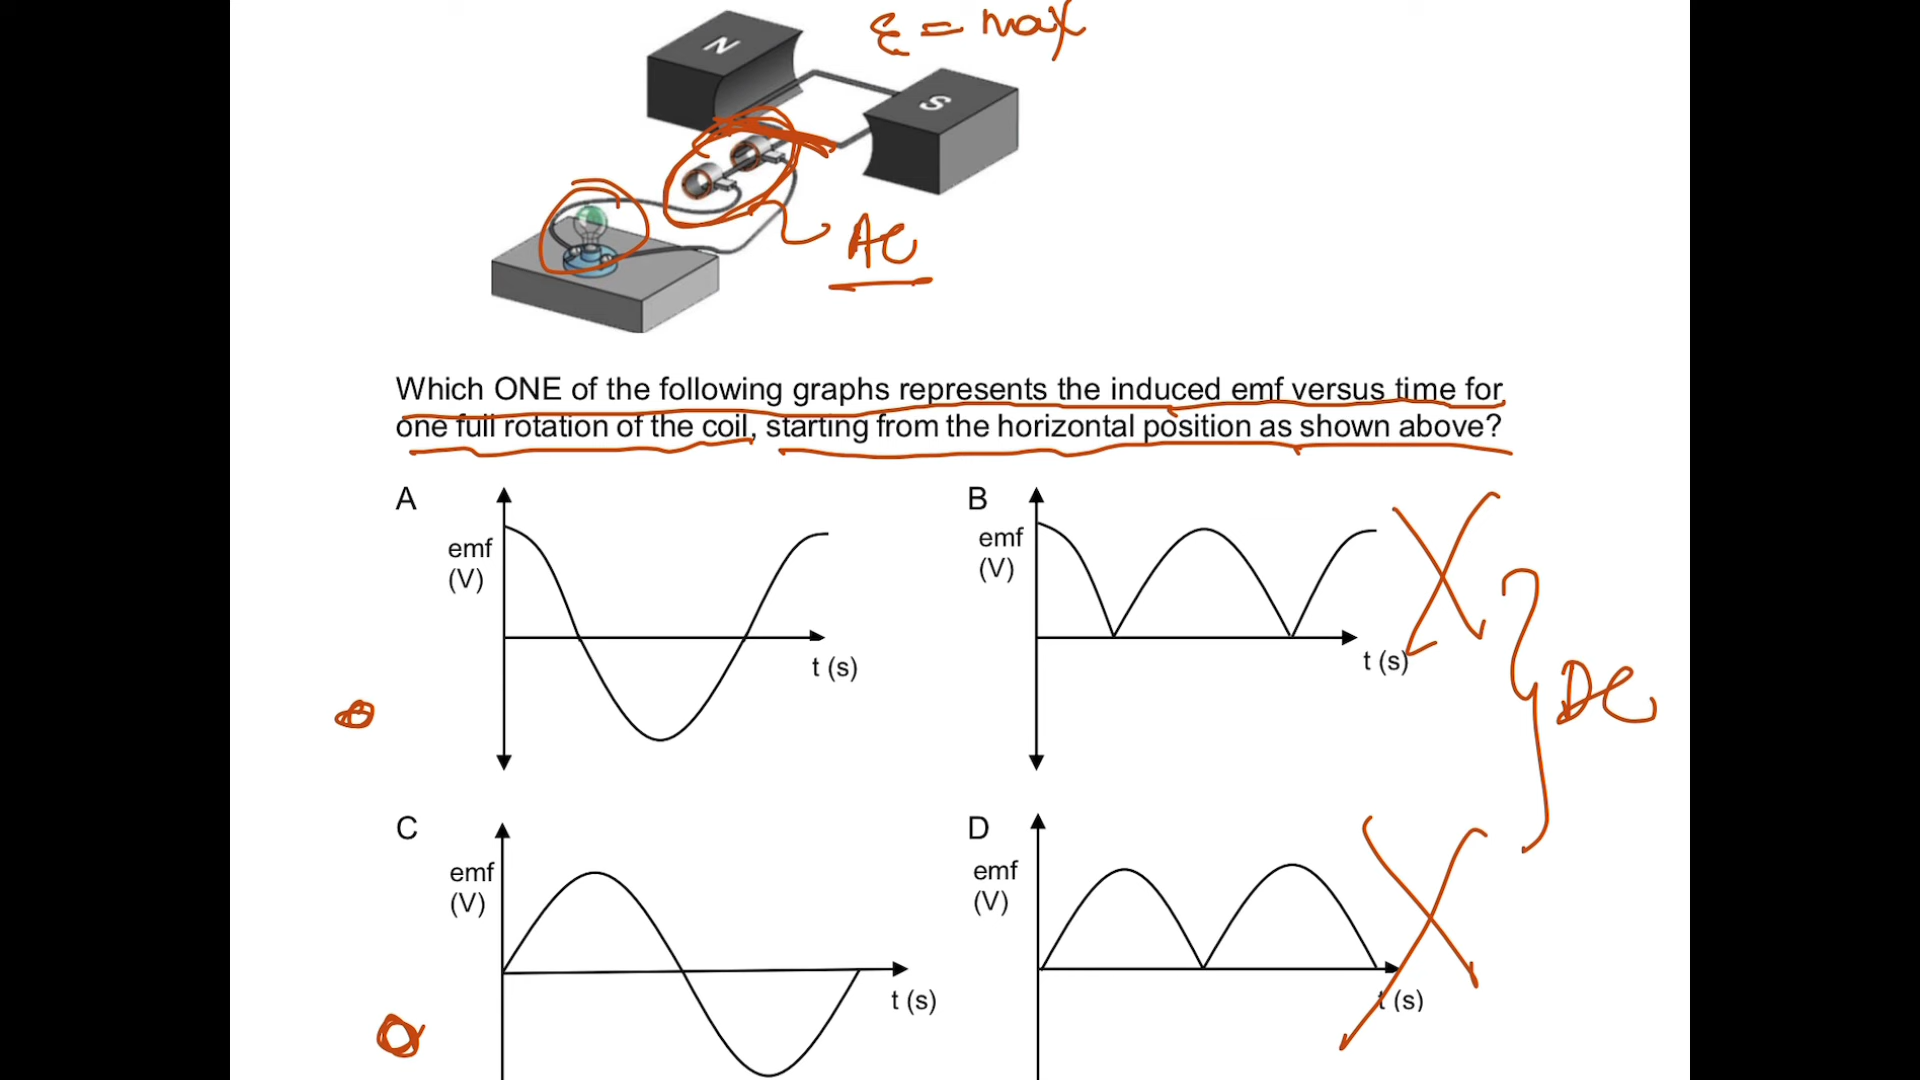 N
ε = max
S
AC
Which ONE of the following graphs represents the induced emf versus time for
one full rotation of the coil, starting from the horizontal position as shown above?
A
emf
(V)
t (s)
B
emf
(V)
t (s)
DC
C
emf
(V)
t (s)
D
emf
(V)
t (s)